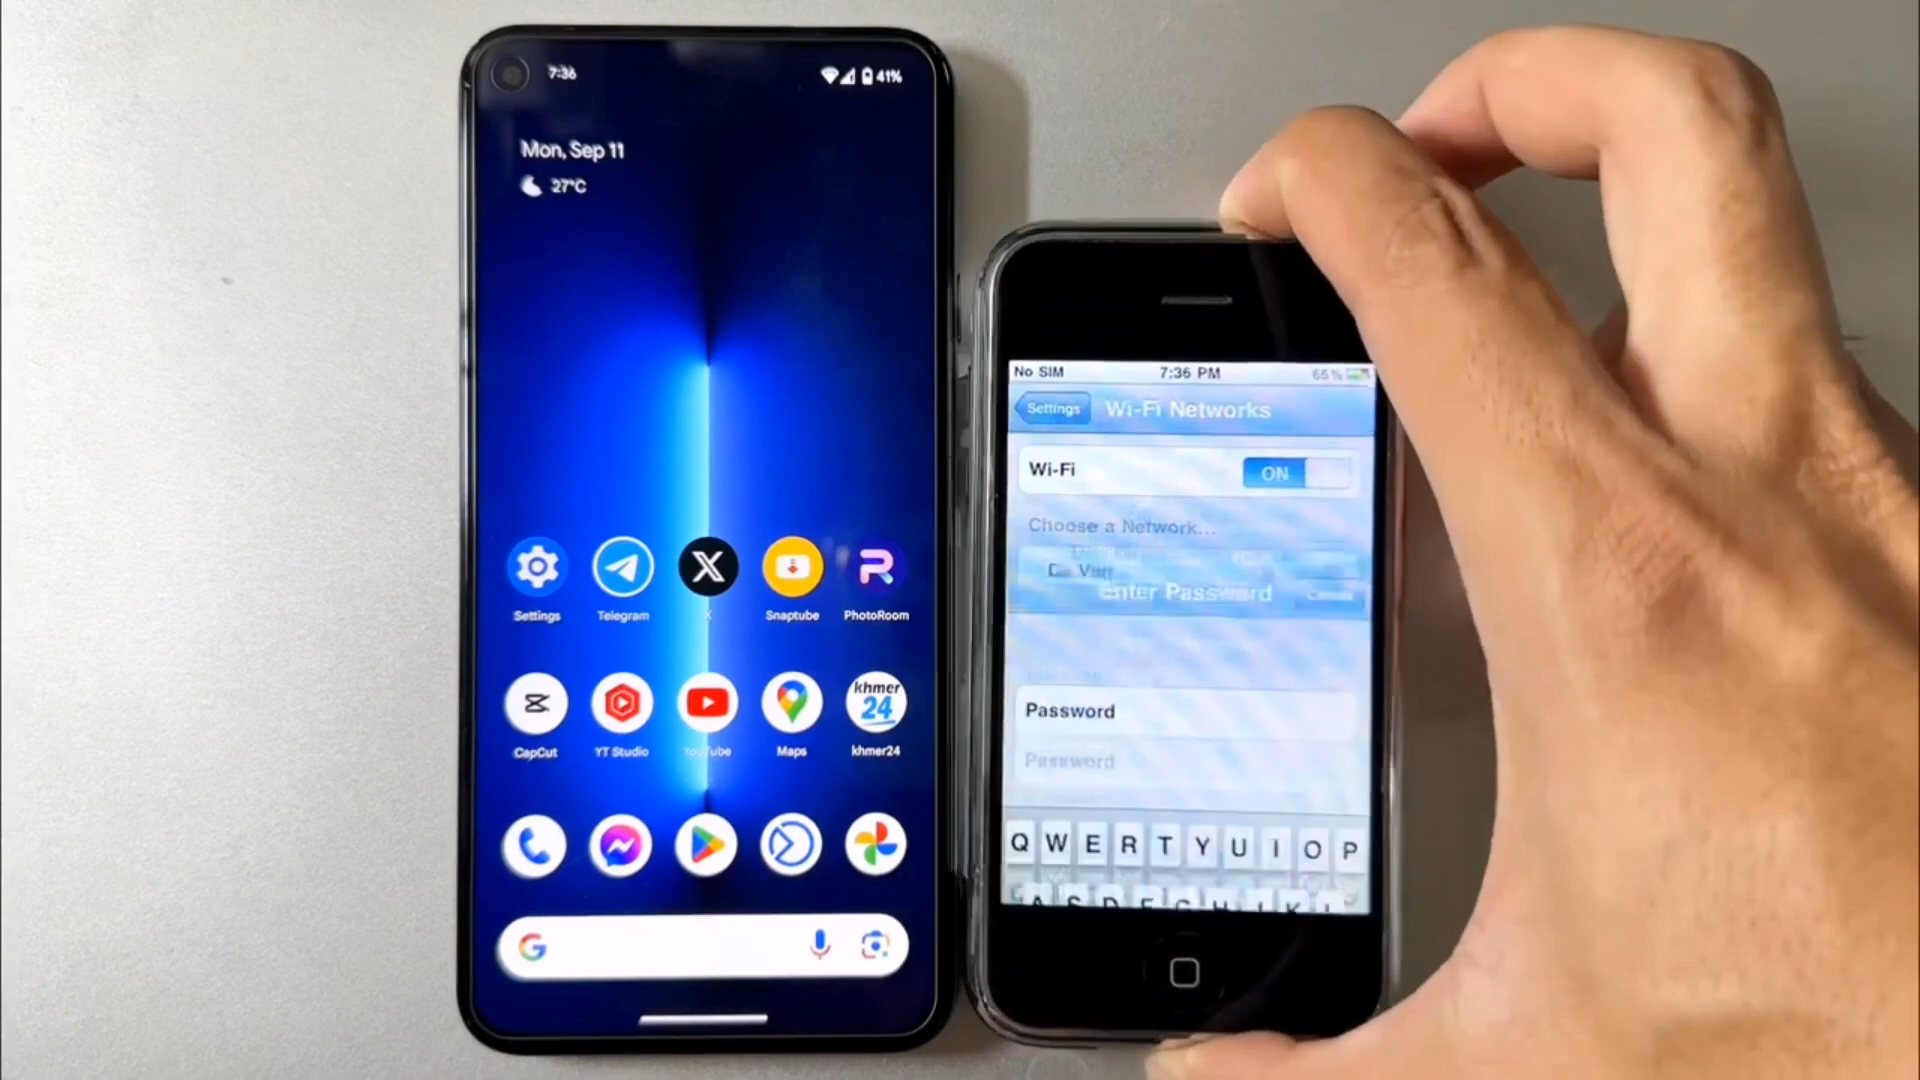 7:36
41%
Mon, Sep 11
27°C
Settings
Telegram
X
Snaptube
PhotoRoom
khmer
24
CapCut
YT Studio
YouTube
Maps
khmer24
G
No SIM
7:36 PM
65%
Settings
Wi-Fi Networks
Wi-Fi
ON
Choose a Network...
Enter Password
Cancel
Password
Password
Q W E R T Y U I O P
A S D F G H J K L